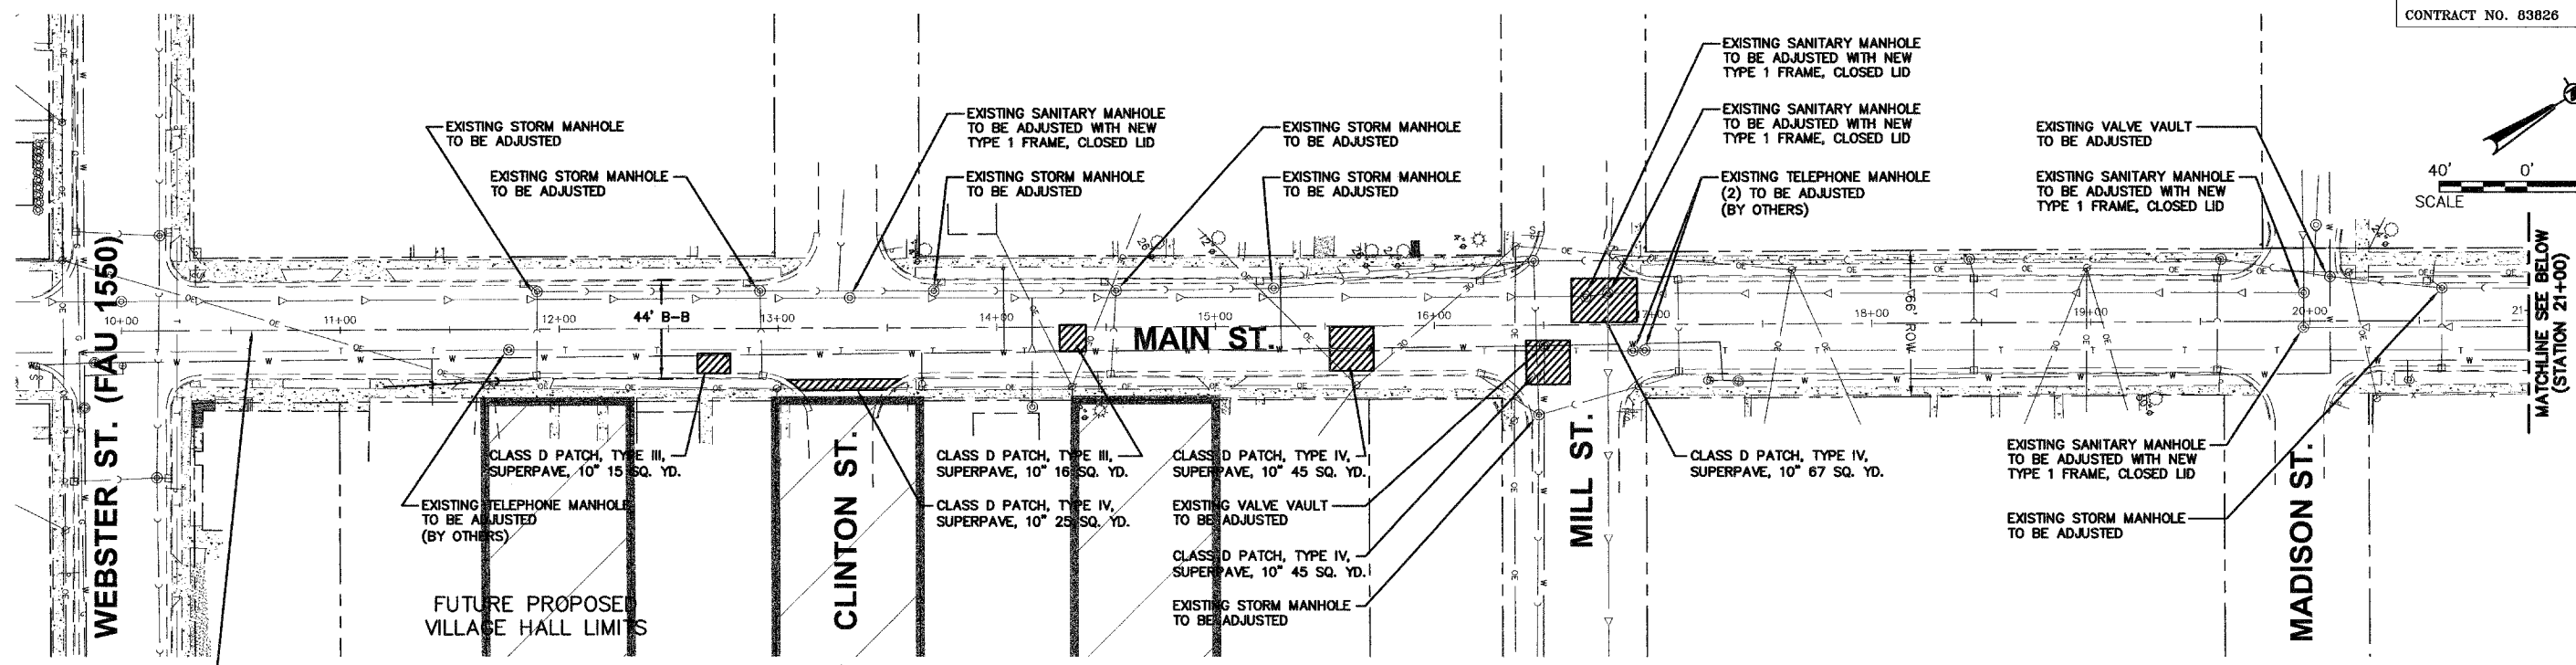 CONTRACT NO. 83826
EXISTING SANITARY MANHOLE
TO BE ADJUSTED WITH NEW
TYPE 1 FRAME, CLOSED LID
EXISTING STORM MANHOLE
TO BE ADJUSTED
EXISTING SANITARY MANHOLE
TO BE ADJUSTED WITH NEW
TYPE 1 FRAME, CLOSED LID
EXISTING STORM MANHOLE
TO BE ADJUSTED
EXISTING SANITARY MANHOLE
TO BE ADJUSTED WITH NEW
TYPE 1 FRAME, CLOSED LID
EXISTING VALVE VAULT
TO BE ADJUSTED
EXISTING STORM MANHOLE
TO BE ADJUSTED
EXISTING STORM MANHOLE
TO BE ADJUSTED
EXISTING STORM MANHOLE
TO BE ADJUSTED
EXISTING TELEPHONE MANHOLE
(2) TO BE ADJUSTED
(BY OTHERS)
EXISTING SANITARY MANHOLE
TO BE ADJUSTED WITH NEW
TYPE 1 FRAME, CLOSED LID
40' 0'
SCALE
10+00 11+00 12+00 13+00 14+00 15+00 16+00 17+00 18+00 19+00 20+00 21+
44' B-B
MAIN ST.
66' ROW
MATCHLINE SEE BELOW
(STATION 21+00)
WEBSTER ST. (FAU 1550)
CLINTON ST.
MILL ST.
MADISON ST.
CLASS D PATCH, TYPE III,
SUPERPAVE, 10" 15 SQ. YD.
EXISTING TELEPHONE MANHOLE
TO BE ADJUSTED
(BY OTHERS)
CLASS D PATCH, TYPE III,
SUPERPAVE, 10" 16 SQ. YD.
CLASS D PATCH, TYPE IV,
SUPERPAVE, 10" 25 SQ. YD.
CLASS D PATCH, TYPE IV,
SUPERPAVE, 10" 45 SQ. YD.
EXISTING VALVE VAULT
TO BE ADJUSTED
CLASS D PATCH, TYPE IV,
SUPERPAVE, 10" 45 SQ. YD.
EXISTING STORM MANHOLE
TO BE ADJUSTED
CLASS D PATCH, TYPE IV,
SUPERPAVE, 10" 67 SQ. YD.
EXISTING SANITARY MANHOLE
TO BE ADJUSTED WITH NEW
TYPE 1 FRAME, CLOSED LID
EXISTING STORM MANHOLE
TO BE ADJUSTED
FUTURE PROPOSED
VILLAGE HALL LIMITS